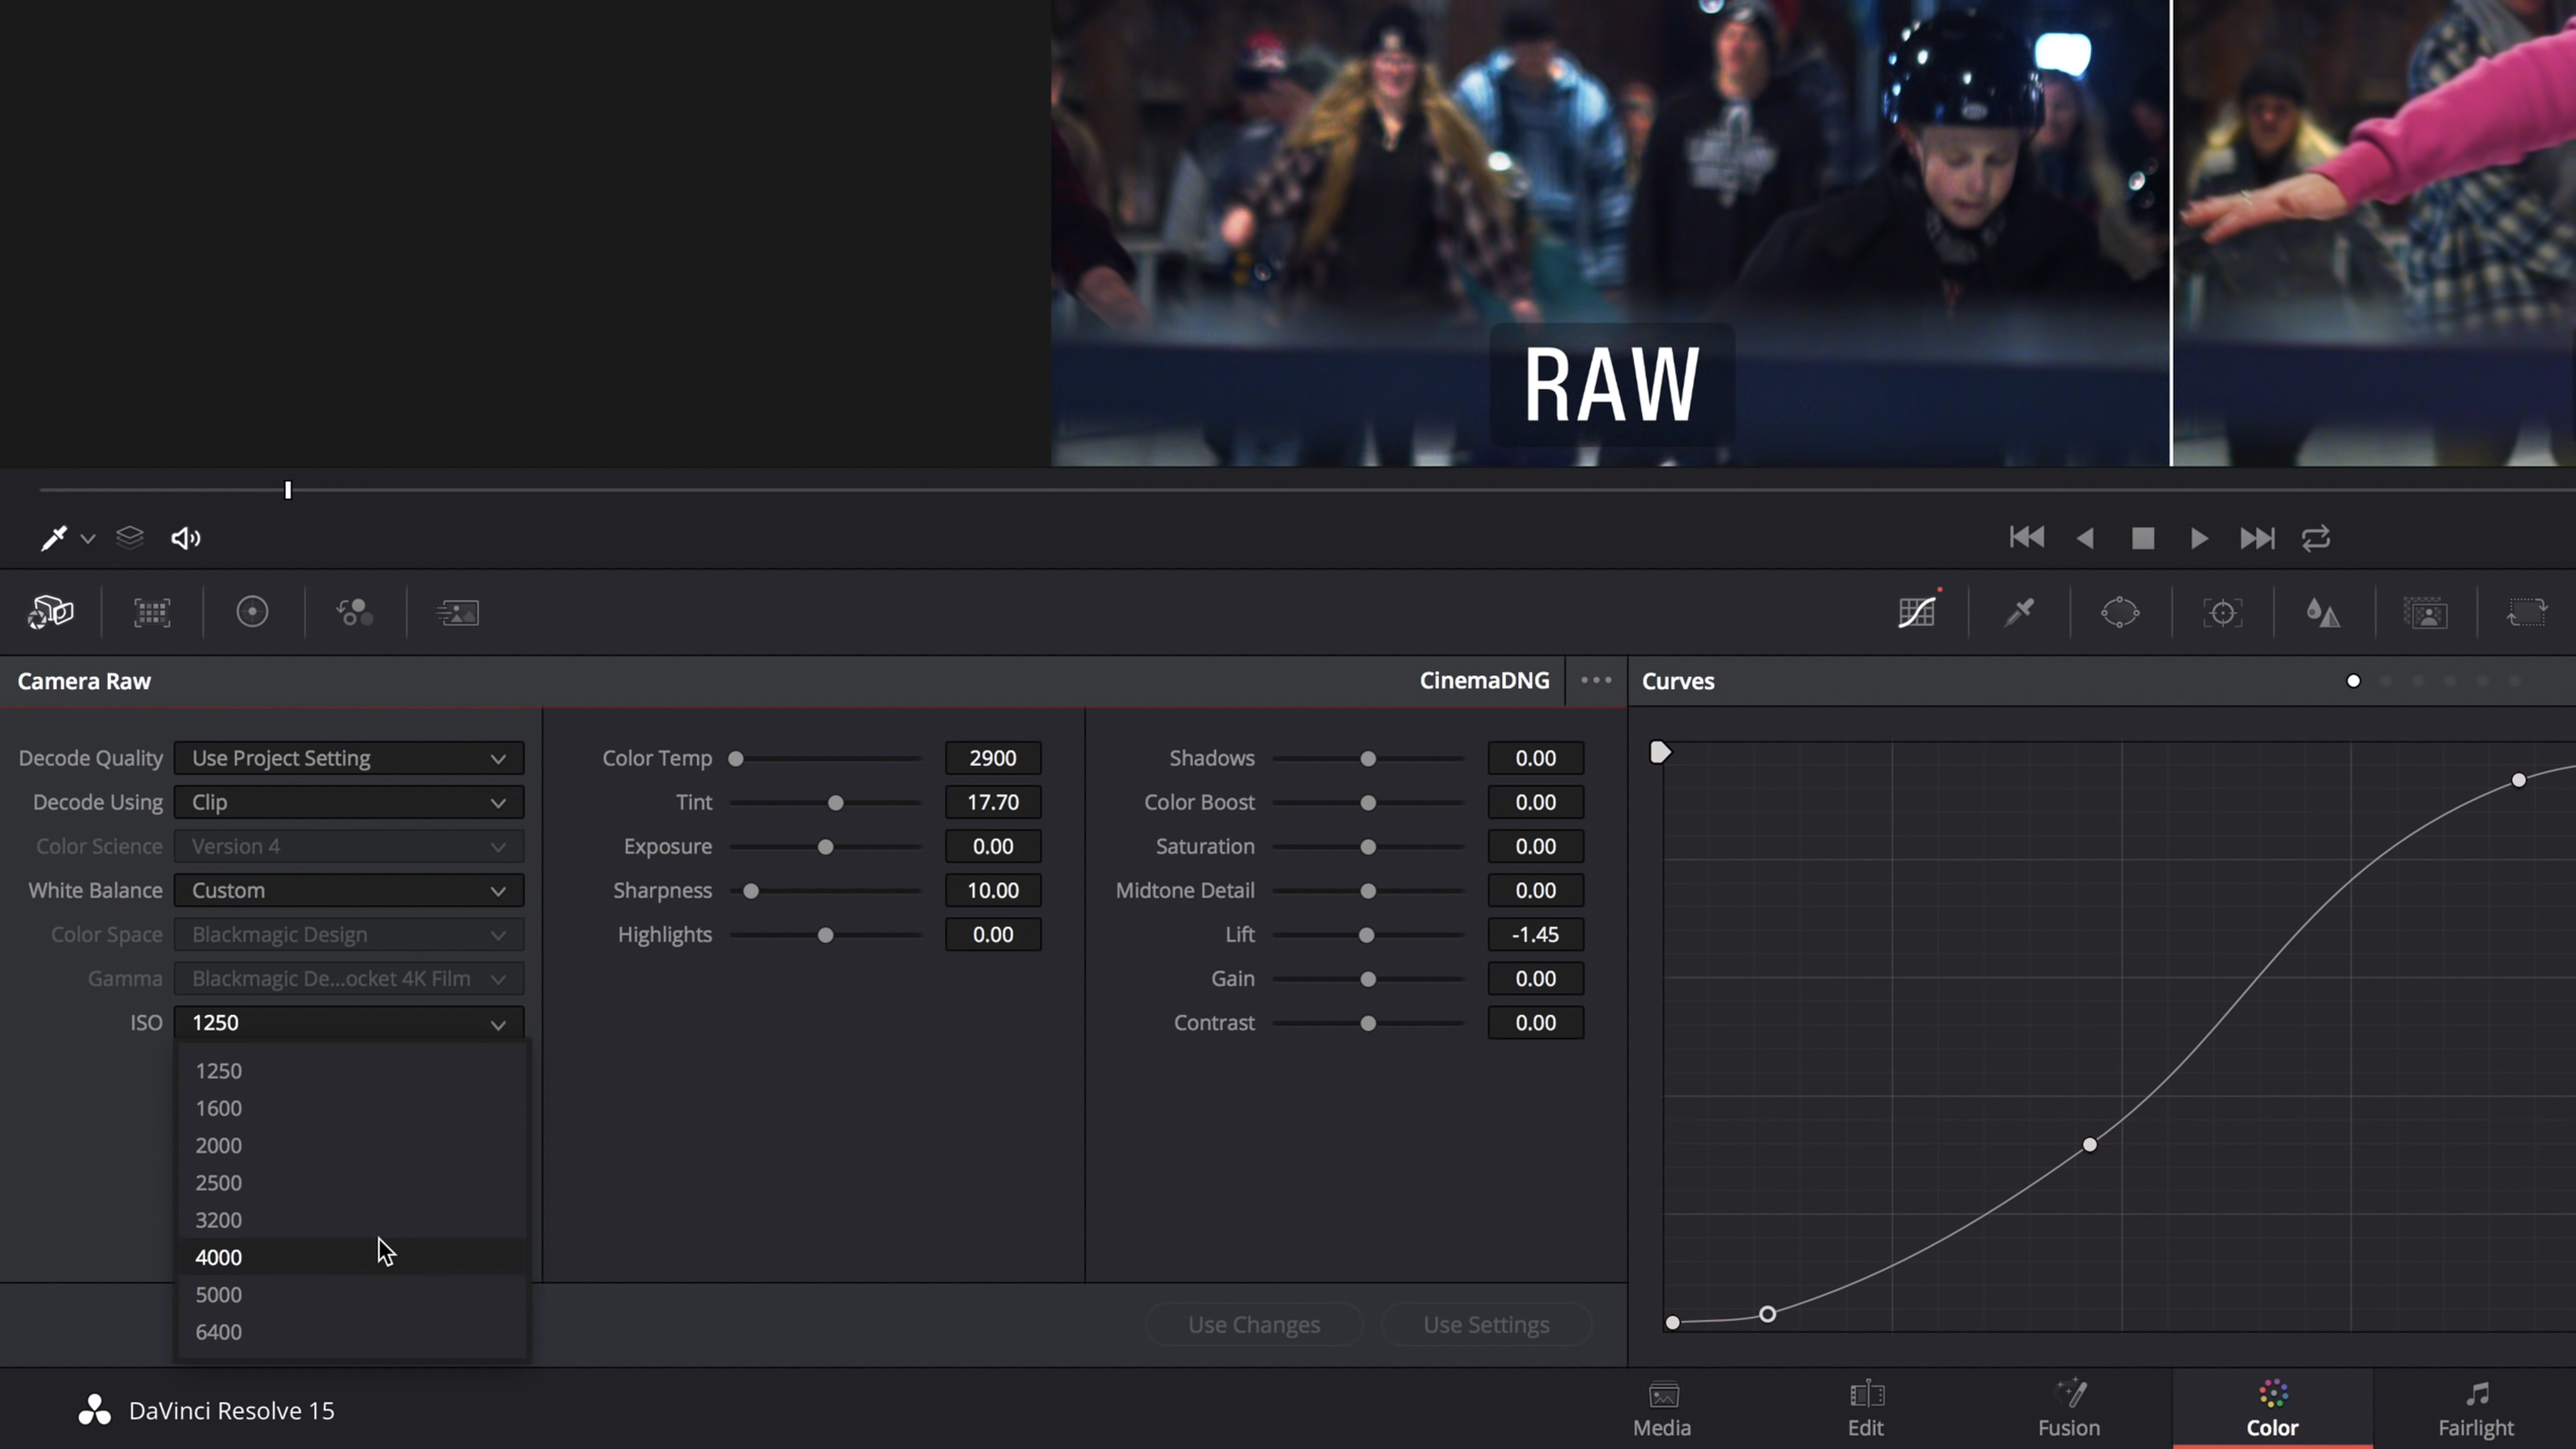 RAW
Camera Raw
CinemaDNG
Curves
Decode Quality Use Project Setting
Decode Using Clip
Color Science Version 4
White Balance Custom
Color Space Blackmagic Design
Gamma Blackmagic De...ocket 4K Film
ISO 1250
1250
1600
2000
2500
3200
4000
5000
6400
Color Temp 2900
Tint 17.70
Exposure 0.00
Sharpness 10.00
Highlights 0.00
Shadows 0.00
Color Boost 0.00
Saturation 0.00
Midtone Detail 0.00
Lift -1.45
Gain 0.00
Contrast 0.00
Use Changes
Use Settings
DaVinci Resolve 15
Media
Edit
Fusion
Color
Fairlight